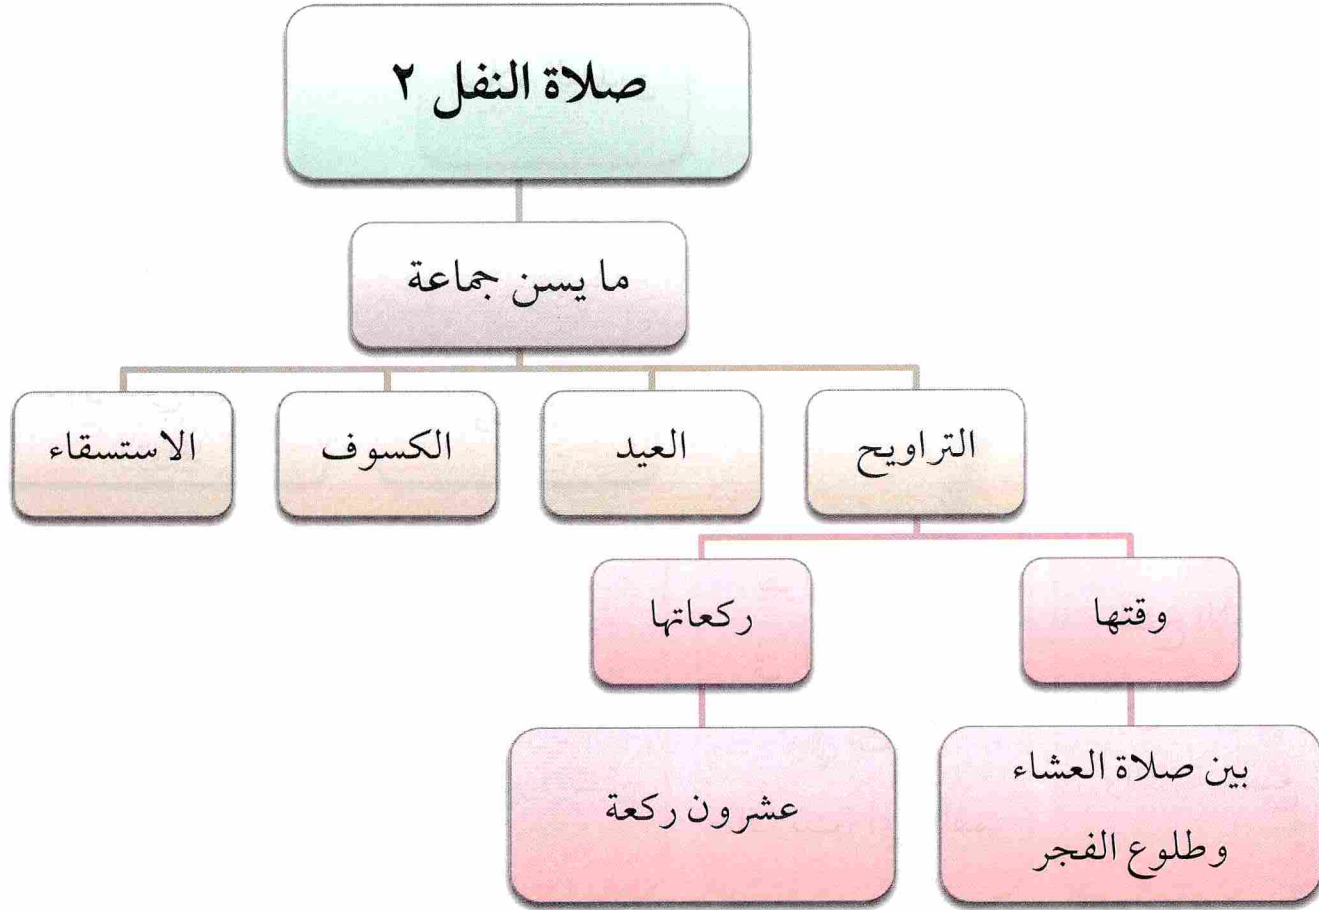 صلاة النفل ٢
ما يسن جماعة
التراويح
العيد
الكسوف
الاستسقاء
وقتها
ركعاتها
بين صلاة العشاء
وطلوع الفجر
عشرون ركعة